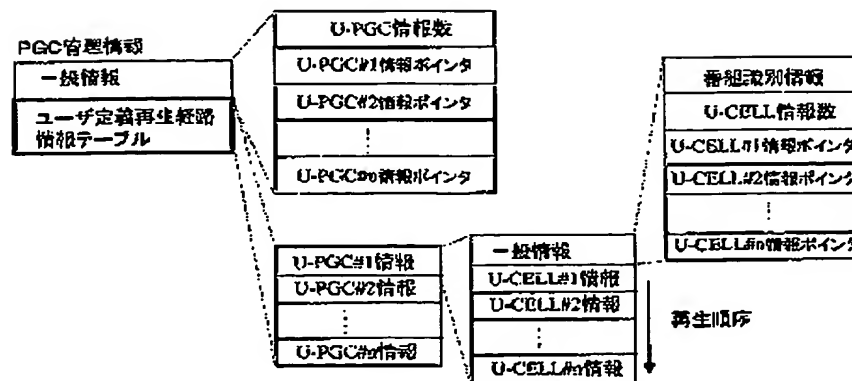 PGC管理情報
一般情報
ユーザ定義再生経路
情報テーブル
U-PGC情報数
U-PGC#1情報ポインタ
U-PGC#2情報ポインタ
⋮
U-PGC#n情報ポインタ
U-PGC#1情報
U-PGC#2情報
⋮
U-PGC#n情報
一般情報
U-CELL#1情報
U-CELL#2情報
⋮
U-CELL#n情報
再生順序
番組識別情報
U-CELL情報数
U-CELL#1情報ポインタ
U-CELL#2情報ポインタ
⋮
U-CELL#n情報ポインタ